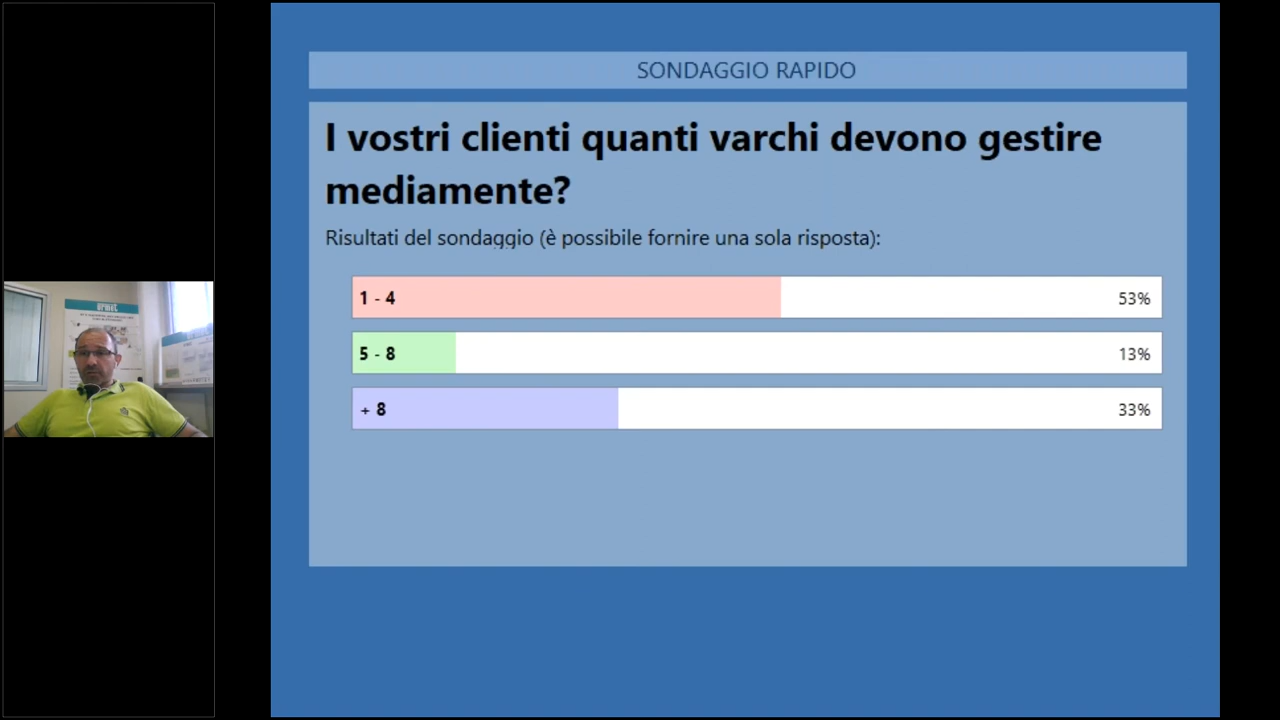 SONDAGGIO RAPIDO
I vostri clienti quanti varchi devono gestire
mediamente?
Risultati del sondaggio (è possibile fornire una sola risposta):
1 - 4 53%
5 - 8 13%
+ 8 33%